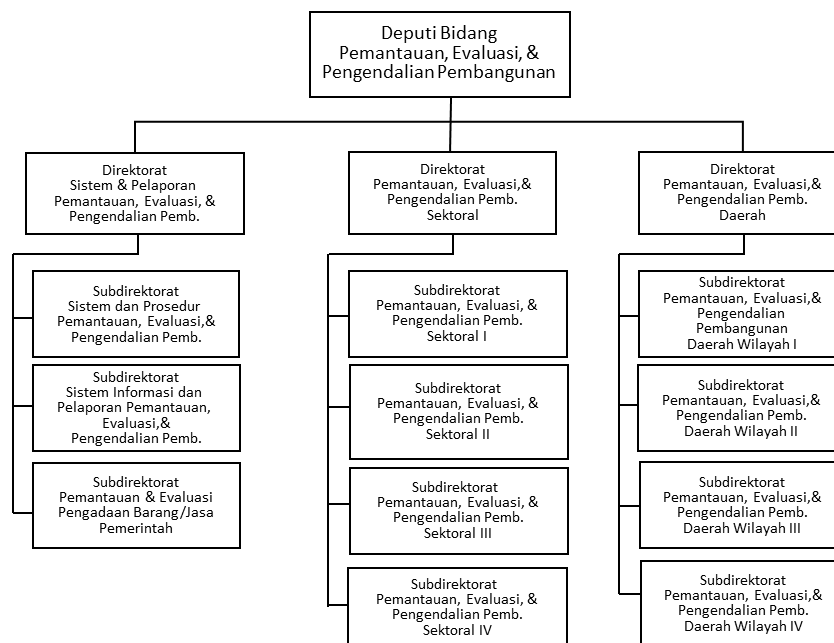 Deputi Bidang
Pemantauan, Evaluasi, &
Pengendalian Pembangunan
Direktorat
Sistem & Pelaporan
Pemantauan, Evaluasi, &
Pengendalian Pemb.
Subdirektorat
Sistem dan Prosedur
Pemantauan, Evaluasi,&
Pengendalian Pemb.
Subdirektorat
Sistem Informasi dan
Pelaporan Pemantauan,
Evaluasi,&
Pengendalian Pemb.
Subdirektorat
Pemantauan & Evaluasi
Pengadaan Barang/Jasa
Pemerintah
Direktorat
Pemantauan, Evaluasi,&
Pengendalian Pemb.
Sektoral
Subdirektorat
Pemantauan, Evaluasi, &
Pengendalian Pemb.
Sektoral I
Subdirektorat
Pemantauan, Evaluasi, &
Pengendalian Pemb.
Sektoral II
Subdirektorat
Pemantauan, Evaluasi, &
Pengendalian Pemb.
Sektoral III
Subdirektorat
Pemantauan, Evaluasi, &
Pengendalian Pemb.
Sektoral IV
Direktorat
Pemantauan, Evaluasi,&
Pengendalian Pemb.
Daerah
Subdirektorat
Pemantauan, Evaluasi,&
Pengendalian
Pembangunan
Daerah Wilayah I
Subdirektorat
Pemantauan, Evaluasi,&
Pengendalian Pemb.
Daerah Wilayah II
Subdirektorat
Pemantauan, Evaluasi,&
Pengendalian Pemb.
Daerah Wilayah III
Subdirektorat
Pemantauan, Evaluasi,&
Pengendalian Pemb.
Daerah Wilayah IV